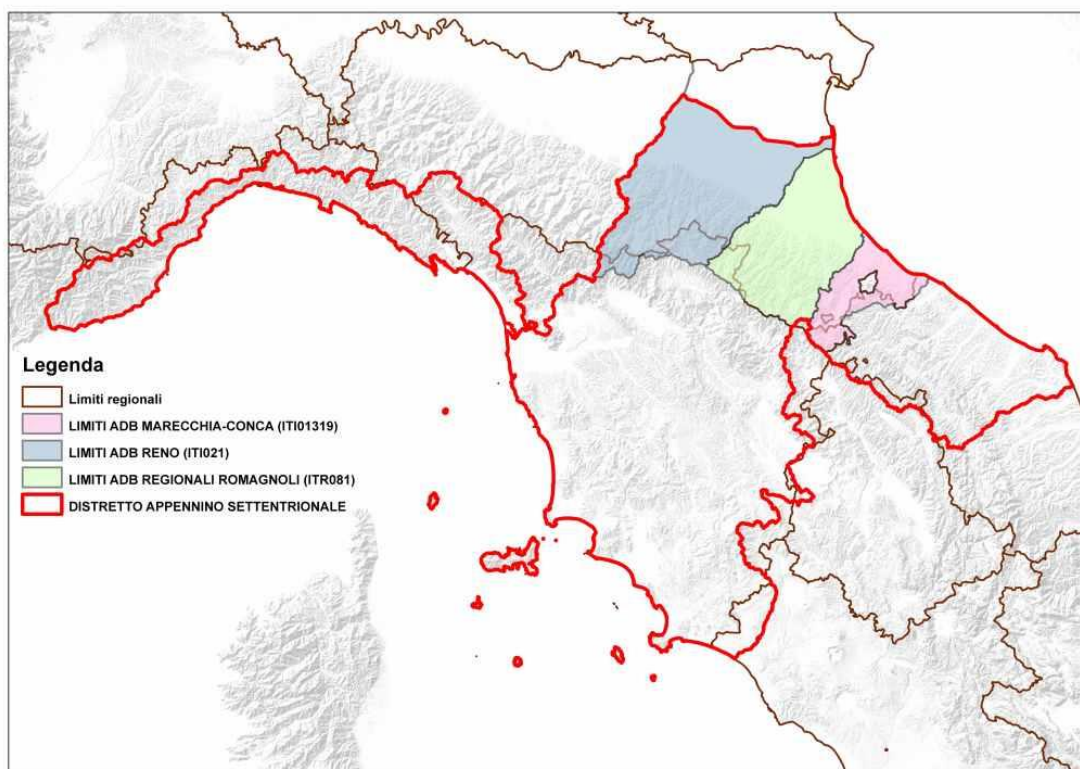 Legenda
Limiti regionali
LIMITI ADB MARECCHIA-CONCA (ITI01319)
LIMITI ADB RENO (ITI021)
LIMITI ADB REGIONALI ROMAGNOLI (ITR081)
DISTRETTO APPENNINO SETTENTRIONALE